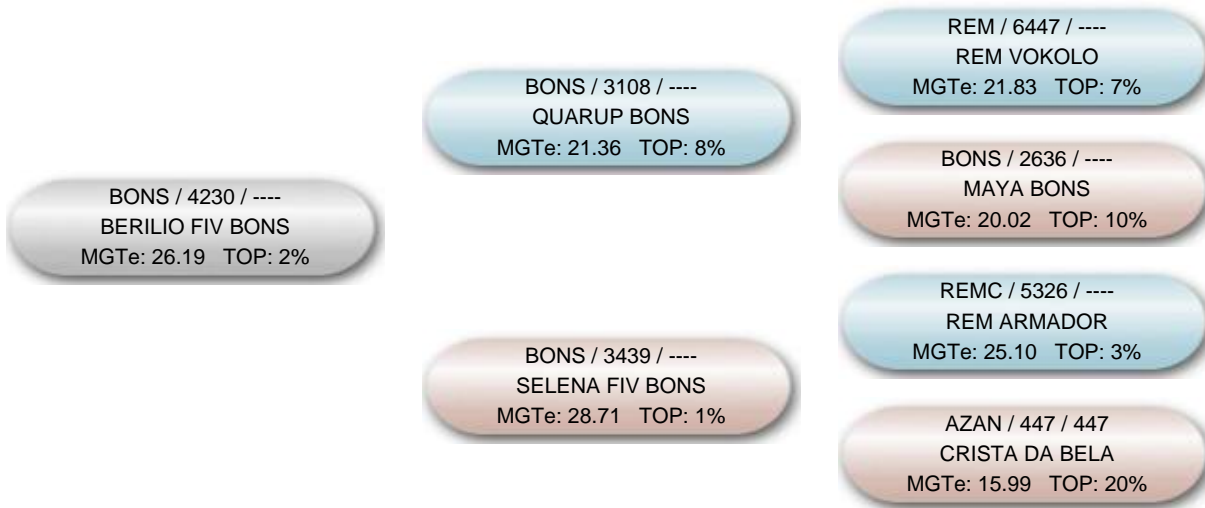 BONS / 4230 / ----
BERILIO FIV BONS
MGTe: 26.19 TOP: 2%
BONS / 3108 / ----
QUARUP BONS
MGTe: 21.36 TOP: 8%
BONS / 3439 / ----
SELENA FIV BONS
MGTe: 28.71 TOP: 1%
REM / 6447 / ----
REM VOKOLO
MGTe: 21.83 TOP: 7%
BONS / 2636 / ----
MAYA BONS
MGTe: 20.02 TOP: 10%
REMC / 5326 / ----
REM ARMADOR
MGTe: 25.10 TOP: 3%
AZAN / 447 / 447
CRISTA DA BELA
MGTe: 15.99 TOP: 20%